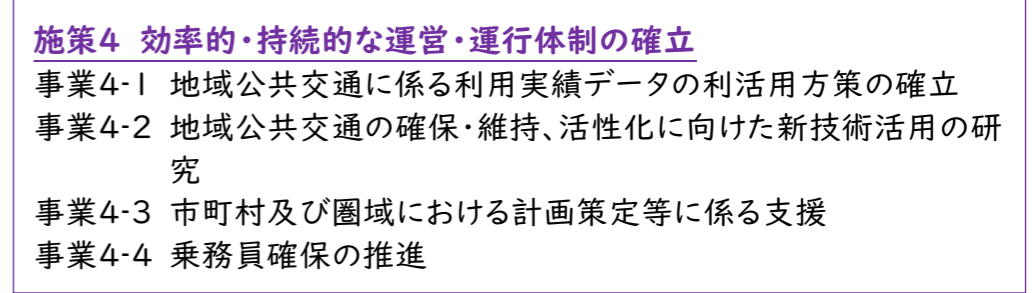 施策4 効率的・持続的な運営・運行体制の確立
事業4-1 地域公共交通に係る利用実績データの利活用方策の確立
事業4-2 地域公共交通の確保・維持、活性化に向けた新技術活用の研
究
事業4-3 市町村及び圏域における計画策定等に係る支援
事業4-4 乗務員確保の推進